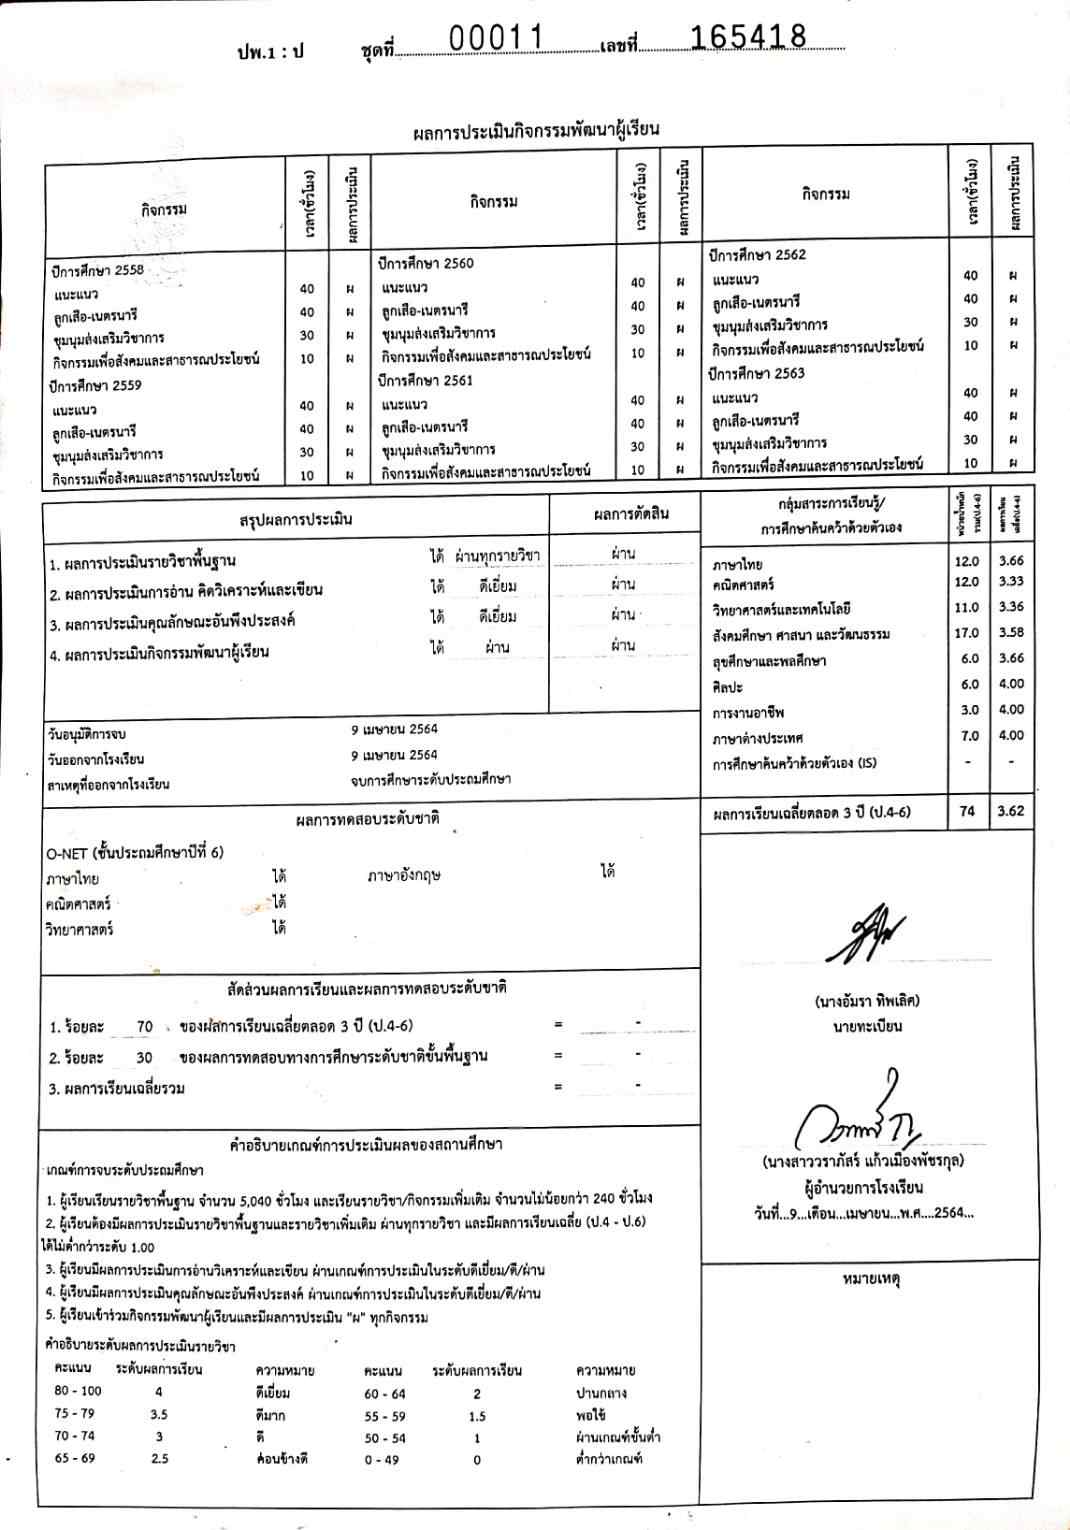 ปพ.1 : ป ชุดที่ 00011 เลขที่ 165418
ผลการประเมินกิจกรรมพัฒนาผู้เรียน
กิจกรรม เวลา(ชั่วโมง) ผลการประเมิน กิจกรรม เวลา(ชั่วโมง) ผลการประเมิน กิจกรรม เวลา(ชั่วโมง) ผลการประเมิน
ปีการศึกษา 2558 ปีการศึกษา 2560 ปีการศึกษา 2562
แนะแนว 40 ผ แนะแนว 40 ผ แนะแนว 40 ผ
ลูกเสือ-เนตรนารี 40 ผ ลูกเสือ-เนตรนารี 40 ผ ลูกเสือ-เนตรนารี 40 ผ
ชุมนุมส่งเสริมวิชาการ 30 ผ ชุมนุมส่งเสริมวิชาการ 30 ผ ชุมนุมส่งเสริมวิชาการ 30 ผ
กิจกรรมเพื่อสังคมและสาธารณประโยชน์ 10 ผ กิจกรรมเพื่อสังคมและสาธารณประโยชน์ 10 ผ กิจกรรมเพื่อสังคมและสาธารณประโยชน์ 10 ผ
ปีการศึกษา 2559 ปีการศึกษา 2561 ปีการศึกษา 2563
แนะแนว 40 ผ แนะแนว 40 ผ แนะแนว 40 ผ
ลูกเสือ-เนตรนารี 40 ผ ลูกเสือ-เนตรนารี 40 ผ ลูกเสือ-เนตรนารี 40 ผ
ชุมนุมส่งเสริมวิชาการ 30 ผ ชุมนุมส่งเสริมวิชาการ 30 ผ ชุมนุมส่งเสริมวิชาการ 30 ผ
กิจกรรมเพื่อสังคมและสาธารณประโยชน์ 10 ผ กิจกรรมเพื่อสังคมและสาธารณประโยชน์ 10 ผ กิจกรรมเพื่อสังคมและสาธารณประโยชน์ 10 ผ
สรุปผลการประเมิน ผลการตัดสิน
1. ผลการประเมินรายวิชาพื้นฐาน ได้ ผ่านทุกรายวิชา ผ่าน
2. ผลการประเมินการอ่าน คิดวิเคราะห์และเขียน ได้ ดีเยี่ยม ผ่าน
3. ผลการประเมินคุณลักษณะอันพึงประสงค์ ได้ ดีเยี่ยม ผ่าน
4. ผลการประเมินกิจกรรมพัฒนาผู้เรียน ได้ ผ่าน ผ่าน
วันอนุมัติการจบ 9 เมษายน 2564
วันออกจากโรงเรียน 9 เมษายน 2564
สาเหตุที่ออกจากโรงเรียน จบการศึกษาระดับประถมศึกษา
ผลการทดสอบระดับชาติ
O-NET (ชั้นประถมศึกษาปีที่ 6)
ภาษาไทย ได้ ภาษาอังกฤษ ได้
คณิตศาสตร์ ได้
วิทยาศาสตร์ ได้
สัดส่วนผลการเรียนและผลการทดสอบระดับชาติ
1. ร้อยละ 70 ของผลการเรียนเฉลี่ยตลอด 3 ปี (ป.4-6) = -
2. ร้อยละ 30 ของผลการทดสอบทางการศึกษาระดับชาติขั้นพื้นฐาน = -
3. ผลการเรียนเฉลี่ยรวม = -
คำอธิบายเกณฑ์การประเมินผลของสถานศึกษา
เกณฑ์การจบระดับประถมศึกษา
1. ผู้เรียนเรียนรายวิชาพื้นฐาน จำนวน 5,040 ชั่วโมง และเรียนรายวิชา/กิจกรรมเพิ่มเติม จำนวนไม่น้อยกว่า 240 ชั่วโมง
2. ผู้เรียนต้องมีผลการประเมินรายวิชาพื้นฐานและรายวิชาเพิ่มเติม ผ่านทุกรายวิชา และมีผลการเรียนเฉลี่ย (ป.4 - ป.6)
ได้ไม่ต่ำกว่าระดับ 1.00
3. ผู้เรียนมีผลการประเมินการอ่านวิเคราะห์และเขียน ผ่านเกณฑ์การประเมินในระดับดีเยี่ยม/ดี/ผ่าน
4. ผู้เรียนมีผลการประเมินคุณลักษณะอันพึงประสงค์ ผ่านเกณฑ์การประเมินในระดับดีเยี่ยม/ดี/ผ่าน
5. ผู้เรียนเข้าร่วมกิจกรรมพัฒนาผู้เรียนและมีผลการประเมิน "ผ" ทุกกิจกรรม
คำอธิบายระดับผลการประเมินรายวิชา
คะแนน ระดับผลการเรียน ความหมาย คะแนน ระดับผลการเรียน ความหมาย
80 - 100 4 ดีเยี่ยม 60 - 64 2 ปานกลาง
75 - 79 3.5 ดีมาก 55 - 59 1.5 พอใช้
70 - 74 3 ดี 50 - 54 1 ผ่านเกณฑ์ขั้นต่ำ
65 - 69 2.5 ค่อนข้างดี 0 - 49 0 ต่ำกว่าเกณฑ์
กลุ่มสาระการเรียนรู้/
การศึกษาค้นคว้าด้วยตัวเอง
ภาษาไทย 12.0 3.66
คณิตศาสตร์ 12.0 3.33
วิทยาศาสตร์และเทคโนโลยี 11.0 3.36
สังคมศึกษา ศาสนา และวัฒนธรรม 17.0 3.58
สุขศึกษาและพลศึกษา 6.0 3.66
ศิลปะ 6.0 4.00
การงานอาชีพ 3.0 4.00
ภาษาต่างประเทศ 7.0 4.00
การศึกษาค้นคว้าด้วยตัวเอง (IS) - -
ผลการเรียนเฉลี่ยตลอด 3 ปี (ป.4-6) 74 3.62
(นางอัมรา ทิพเลิศ)
นายทะเบียน
(นางสาววราภัสร์ แก้วเมืองพัชรกุล)
ผู้อำนวยการโรงเรียน
วันที่...9...เดือน...เมษายน...พ.ศ....2564...
หมายเหตุ